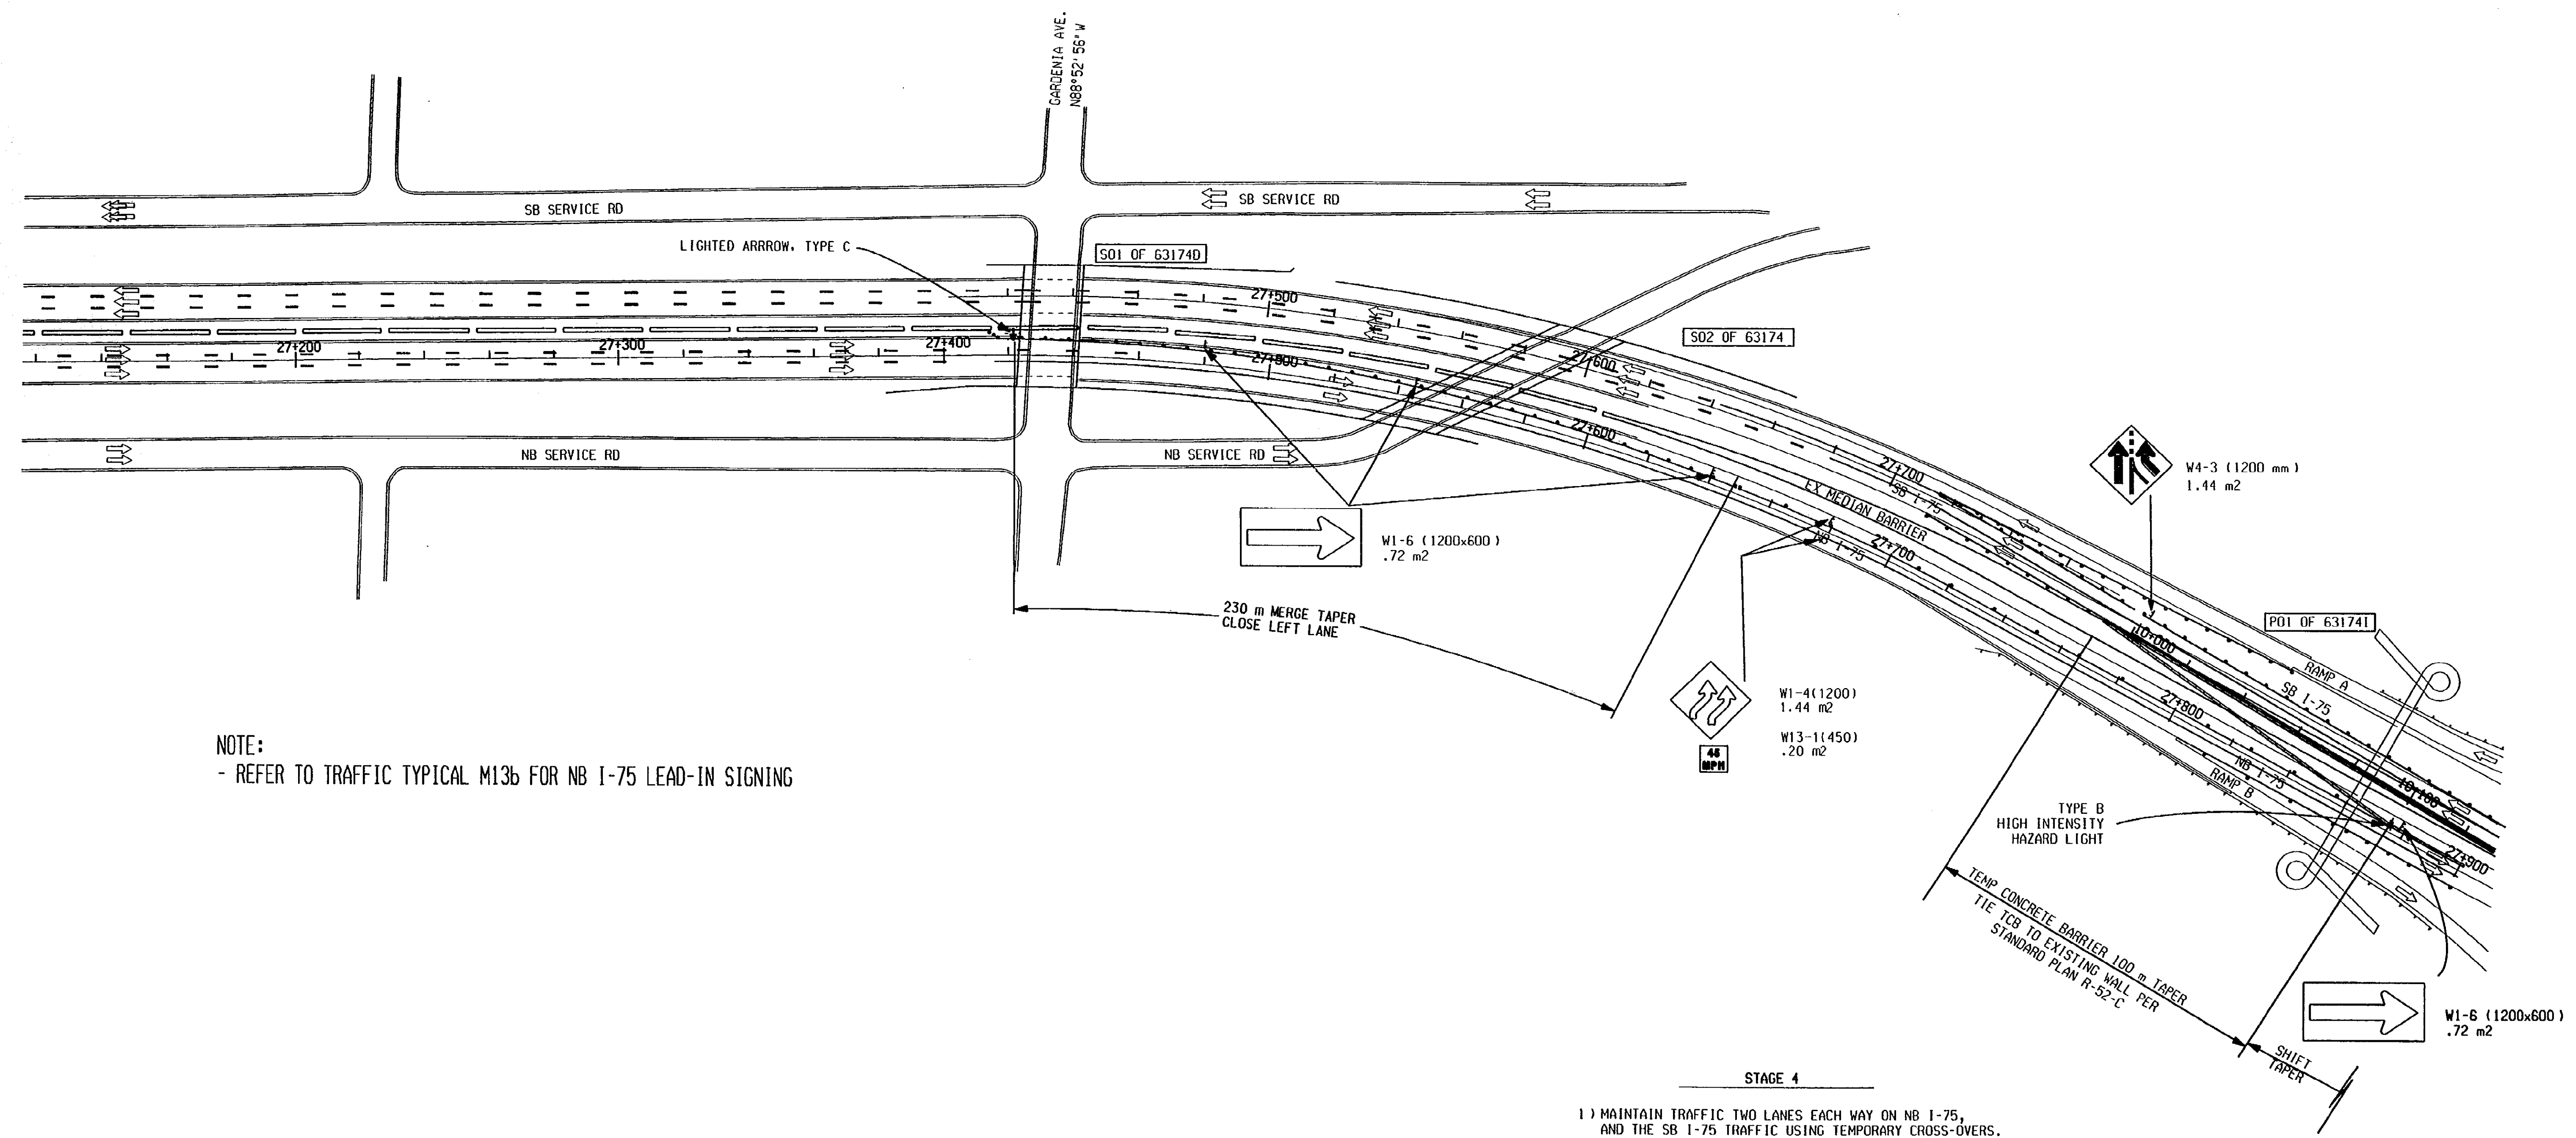 GARDENIA AVE.
N88°52'56" W
SB SERVICE RD
SB SERVICE RD
LIGHTED ARRROW, TYPE C
S01 OF 63174D
27+500
27+200
27+300
27+400
27+500
S02 OF 63174
27+600
27+600
NB SERVICE RD
NB SERVICE RD
W4-3 (1200 mm)
1.44 m2
27+700
SB I-75
EX MEDIAN BARRIER
NB I-75
27+700
W1-6 (1200x600)
.72 m2
230 m MERGE TAPER
CLOSE LEFT LANE
P01 OF 63174I
10+000
RAMP A
SB I-75
W1-4(1200)
1.44 m2
W13-1(450)
.20 m2
45
MPH
27+800
NB I-75
RAMP B
10+100
27+900
NOTE:
- REFER TO TRAFFIC TYPICAL M13b FOR NB I-75 LEAD-IN SIGNING
TYPE B
HIGH INTENSITY
HAZARD LIGHT
TEMP CONCRETE BARRIER 100 m TAPER
TIE TCB TO EXISTING WALL PER
STANDARD PLAN R-52-C
W1-6 (1200x600)
.72 m2
SHIFT
TAPER
STAGE 4
1) MAINTAIN TRAFFIC TWO LANES EACH WAY ON NB I-75,
AND THE SB I-75 TRAFFIC USING TEMPORARY CROSS-OVERS.